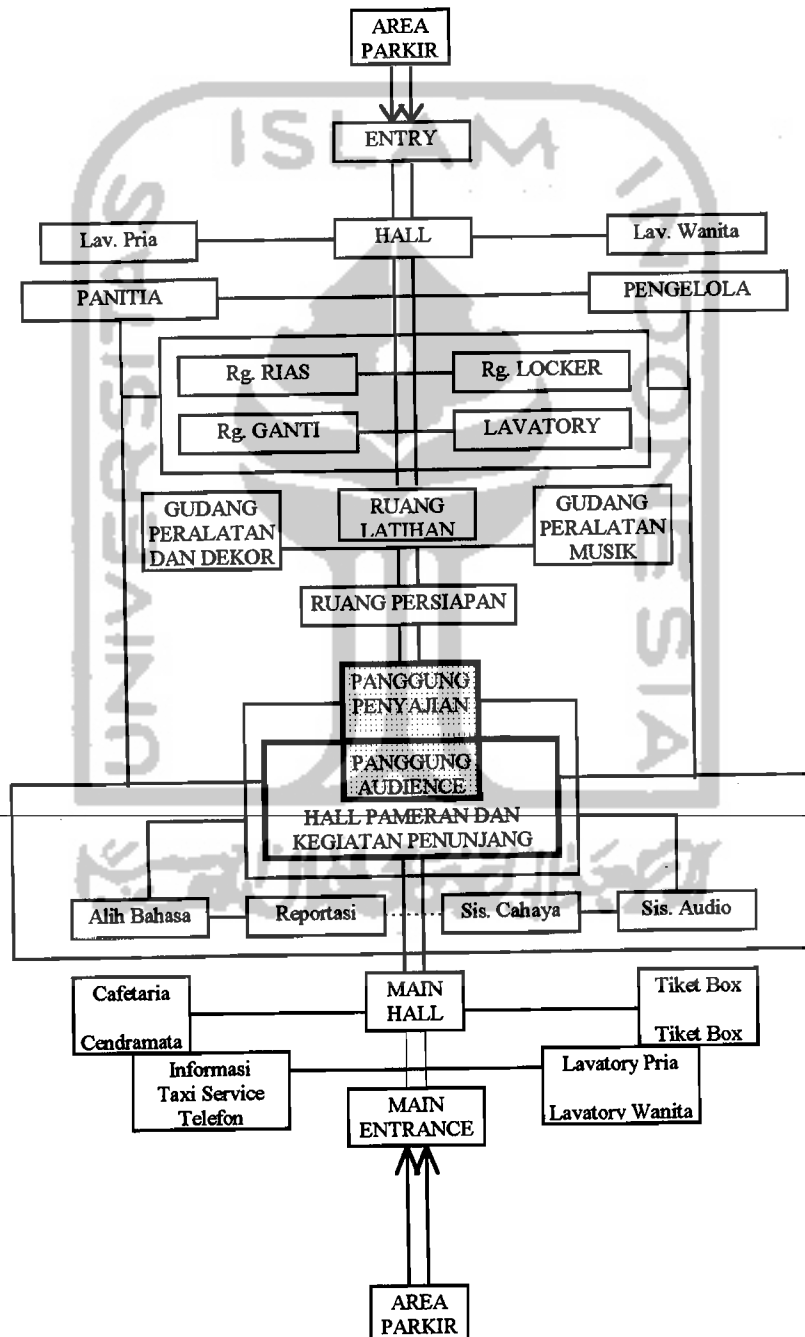 AREA
PARKIR
ENTRY
ISLAM
UNIVERSITAS
INDONESIA
Lav. Pria
HALL
Lav. Wanita
PANITIA
PENGELOLA
Rg. RIAS
Rg. LOCKER
Rg. GANTI
LAVATORY
GUDANG
PERALATAN
DAN DEKOR
RUANG
LATIHAN
GUDANG
PERALATAN
MUSIK
RUANG PERSIAPAN
PANGGUNG
PENYAJIAN
PANGGUNG
AUDIENCE
HALL PAMERAN DAN
KEGIATAN PENUNJANG
Alih Bahasa
Reportasi
Sis. Cahaya
Sis. Audio
Cafetaria
Cendramata
MAIN
HALL
Tiket Box
Tiket Box
Informasi
Taxi Service
Telefon
Lavatory Pria
Lavatory Wanita
MAIN
ENTRANCE
AREA
PARKIR